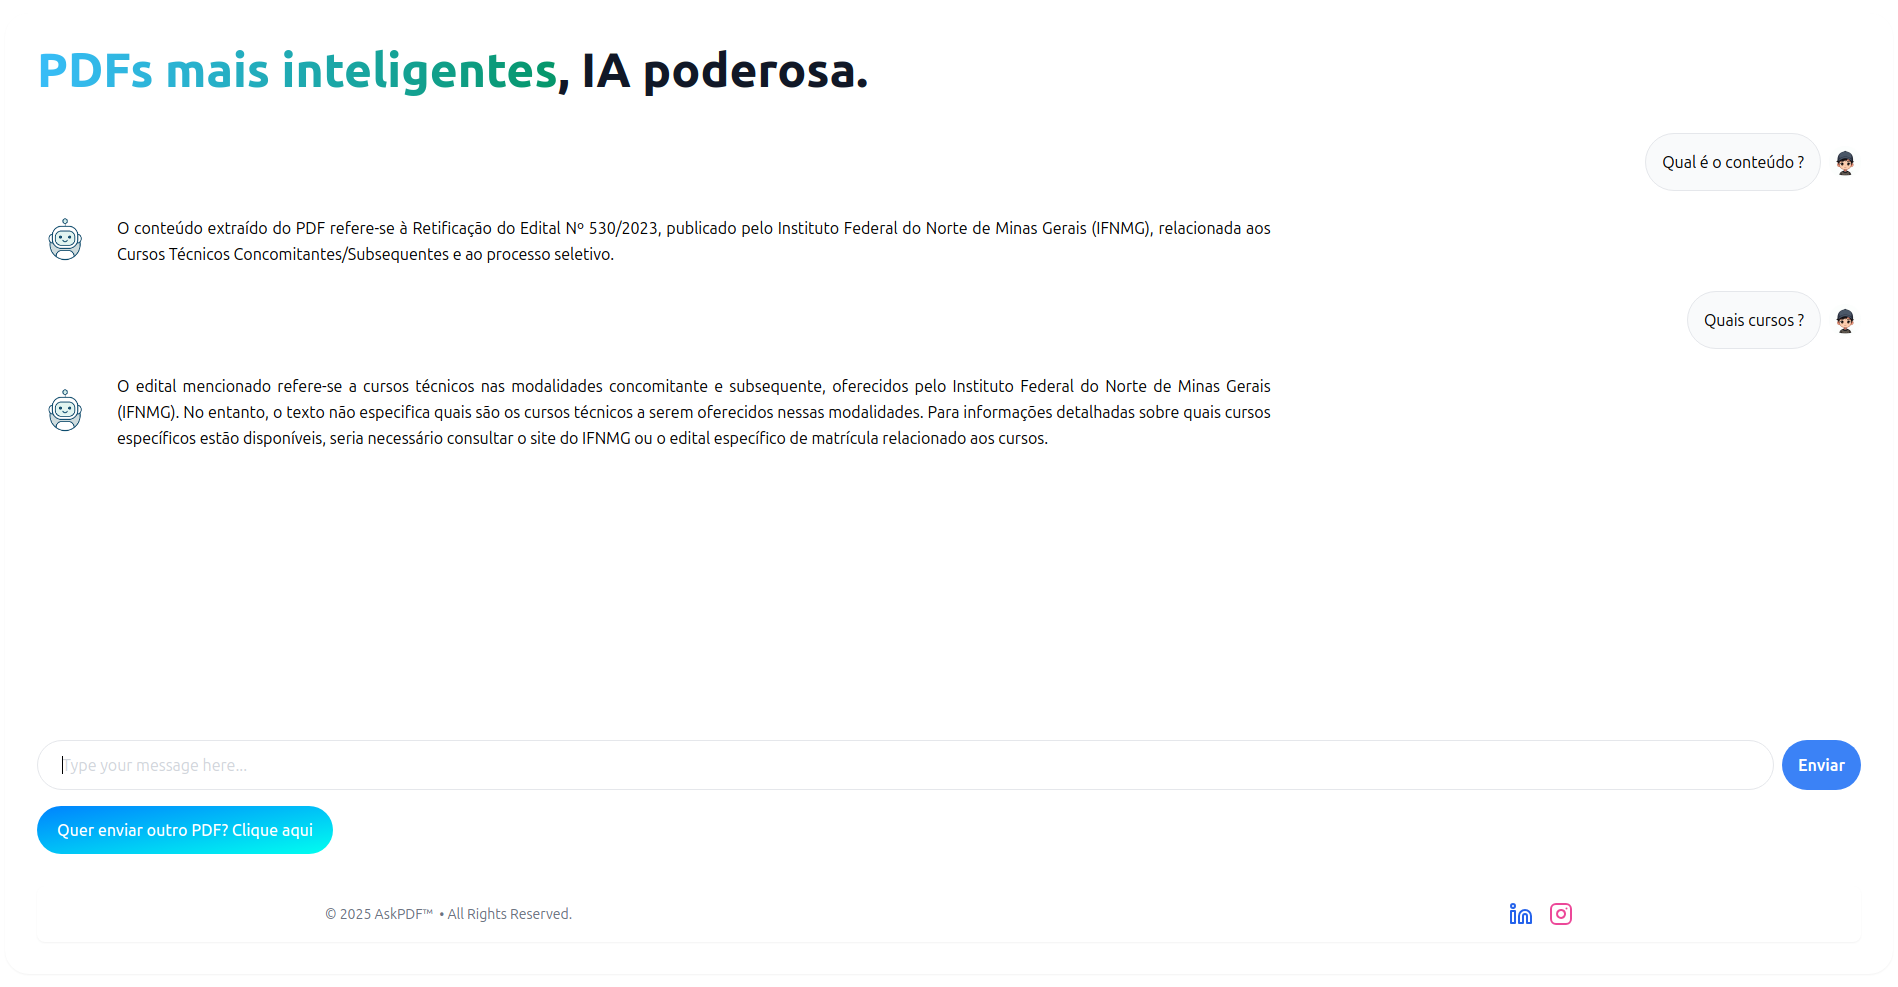 PDFs mais inteligentes, IA poderosa.
Qual é o conteúdo ?
O conteúdo extraído do PDF refere-se à Retificação do Edital Nº 530/2023, publicado pelo Instituto Federal do Norte de Minas Gerais (IFNMG), relacionada aos
Cursos Técnicos Concomitantes/Subsequentes e ao processo seletivo.
Quais cursos ?
O edital mencionado refere-se a cursos técnicos nas modalidades concomitante e subsequente, oferecidos pelo Instituto Federal do Norte de Minas Gerais
(IFNMG). No entanto, o texto não especifica quais são os cursos técnicos a serem oferecidos nessas modalidades. Para informações detalhadas sobre quais cursos
específicos estão disponíveis, seria necessário consultar o site do IFNMG ou o edital específico de matrícula relacionado aos cursos.
Type your message here...
Enviar
Quer enviar outro PDF? Clique aqui
© 2025 AskPDF™ • All Rights Reserved.